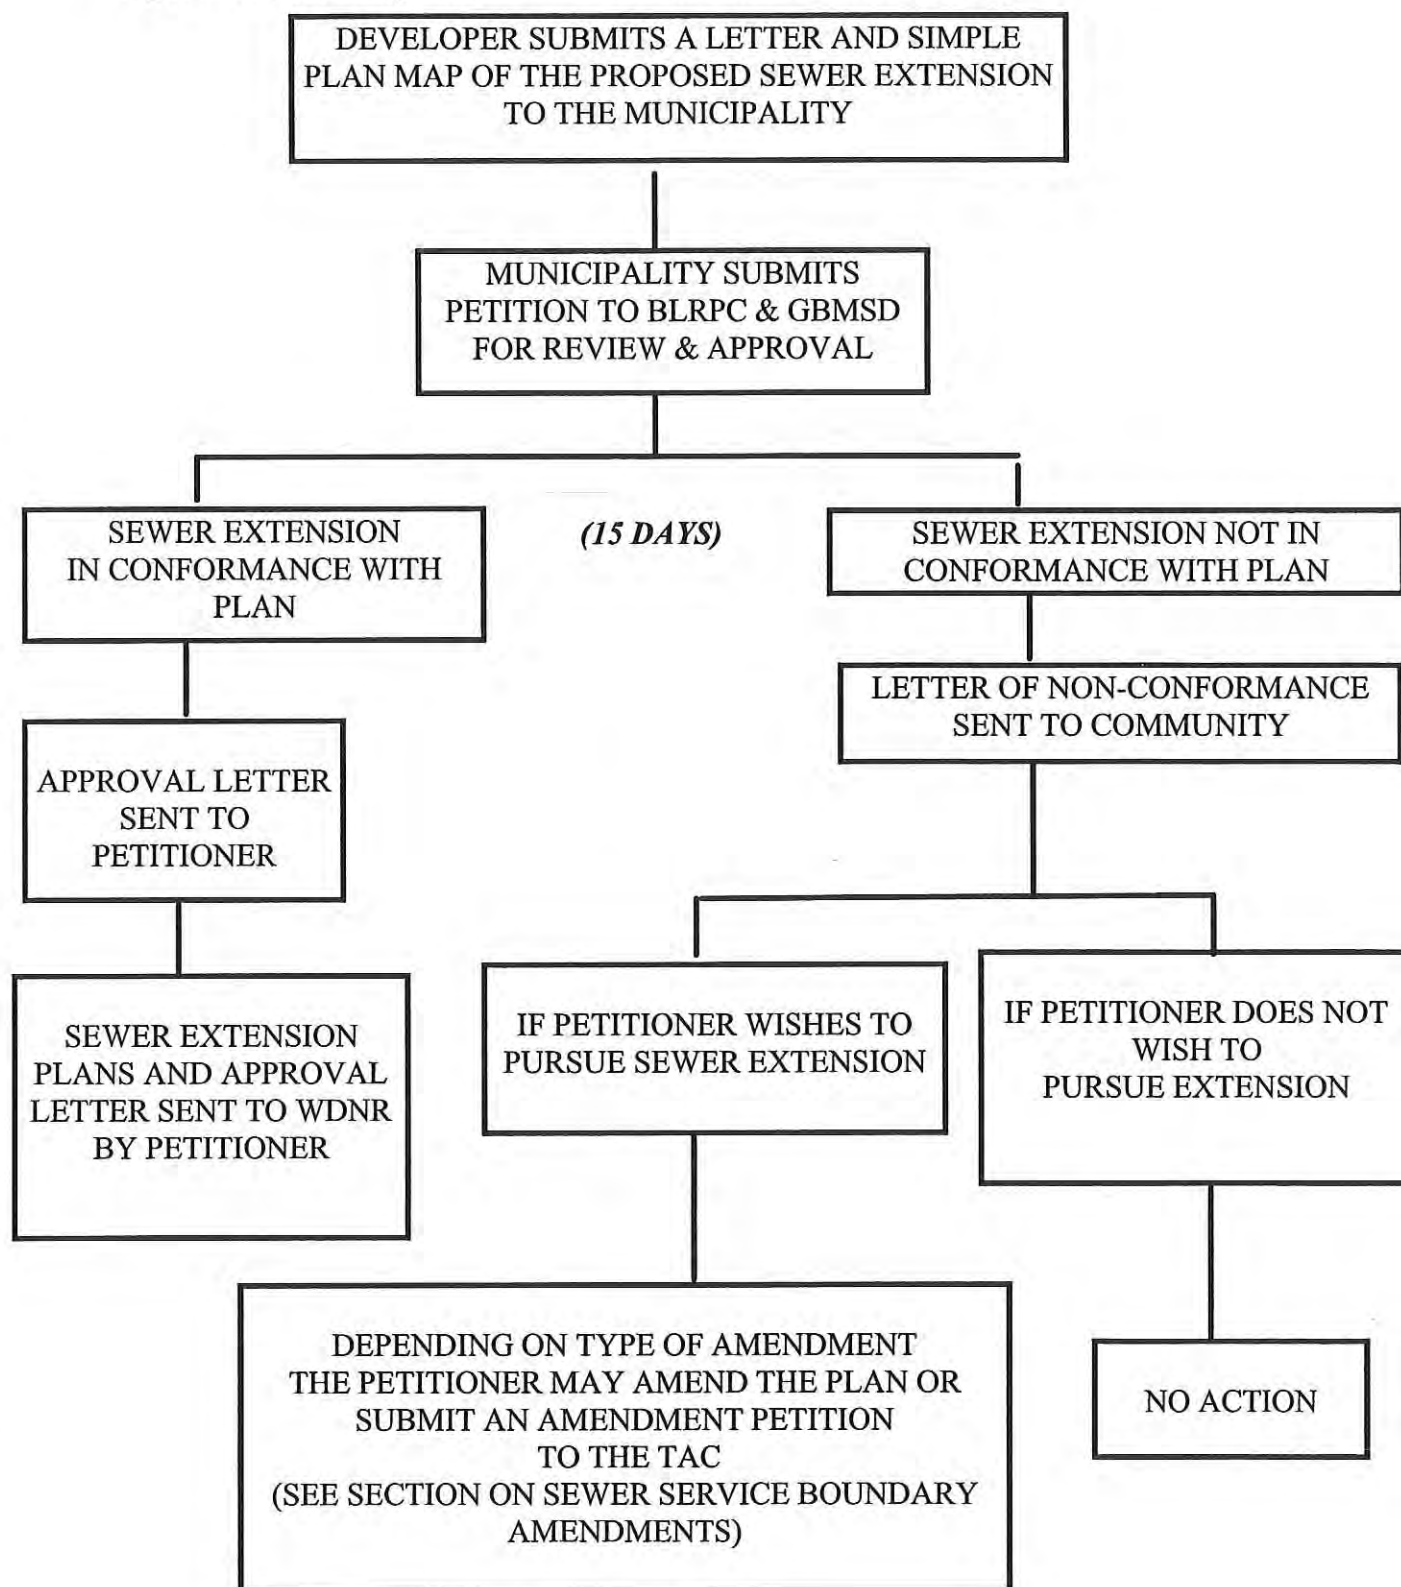 DEVELOPER SUBMITS A LETTER AND SIMPLE
PLAN MAP OF THE PROPOSED SEWER EXTENSION
TO THE MUNICIPALITY
MUNICIPALITY SUBMITS
PETITION TO BLRPC & GBMSD
FOR REVIEW & APPROVAL
SEWER EXTENSION
IN CONFORMANCE WITH
PLAN
(15 DAYS)
SEWER EXTENSION NOT IN
CONFORMANCE WITH PLAN
LETTER OF NON-CONFORMANCE
SENT TO COMMUNITY
APPROVAL LETTER
SENT TO
PETITIONER
SEWER EXTENSION
PLANS AND APPROVAL
LETTER SENT TO WDNR
BY PETITIONER
IF PETITIONER WISHES TO
PURSUE SEWER EXTENSION
IF PETITIONER DOES NOT
WISH TO
PURSUE EXTENSION
DEPENDING ON TYPE OF AMENDMENT
THE PETITIONER MAY AMEND THE PLAN OR
SUBMIT AN AMENDMENT PETITION
TO THE TAC
(SEE SECTION ON SEWER SERVICE BOUNDARY
AMENDMENTS)
NO ACTION